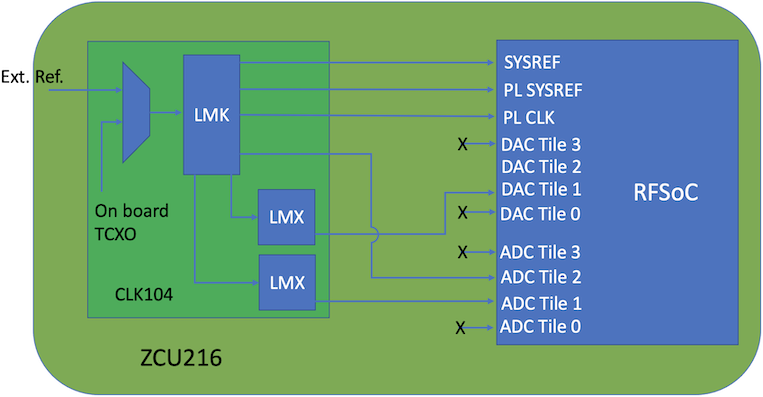 Ext. Ref.
LMK
On board
TCXO
LMX
LMX
CLK104
ZCU216
SYSREF
PL SYSREF
PL CLK
X
DAC Tile 3
DAC Tile 2
DAC Tile 1
X
DAC Tile 0
X
ADC Tile 3
ADC Tile 2
ADC Tile 1
X
ADC Tile 0
RFSoC